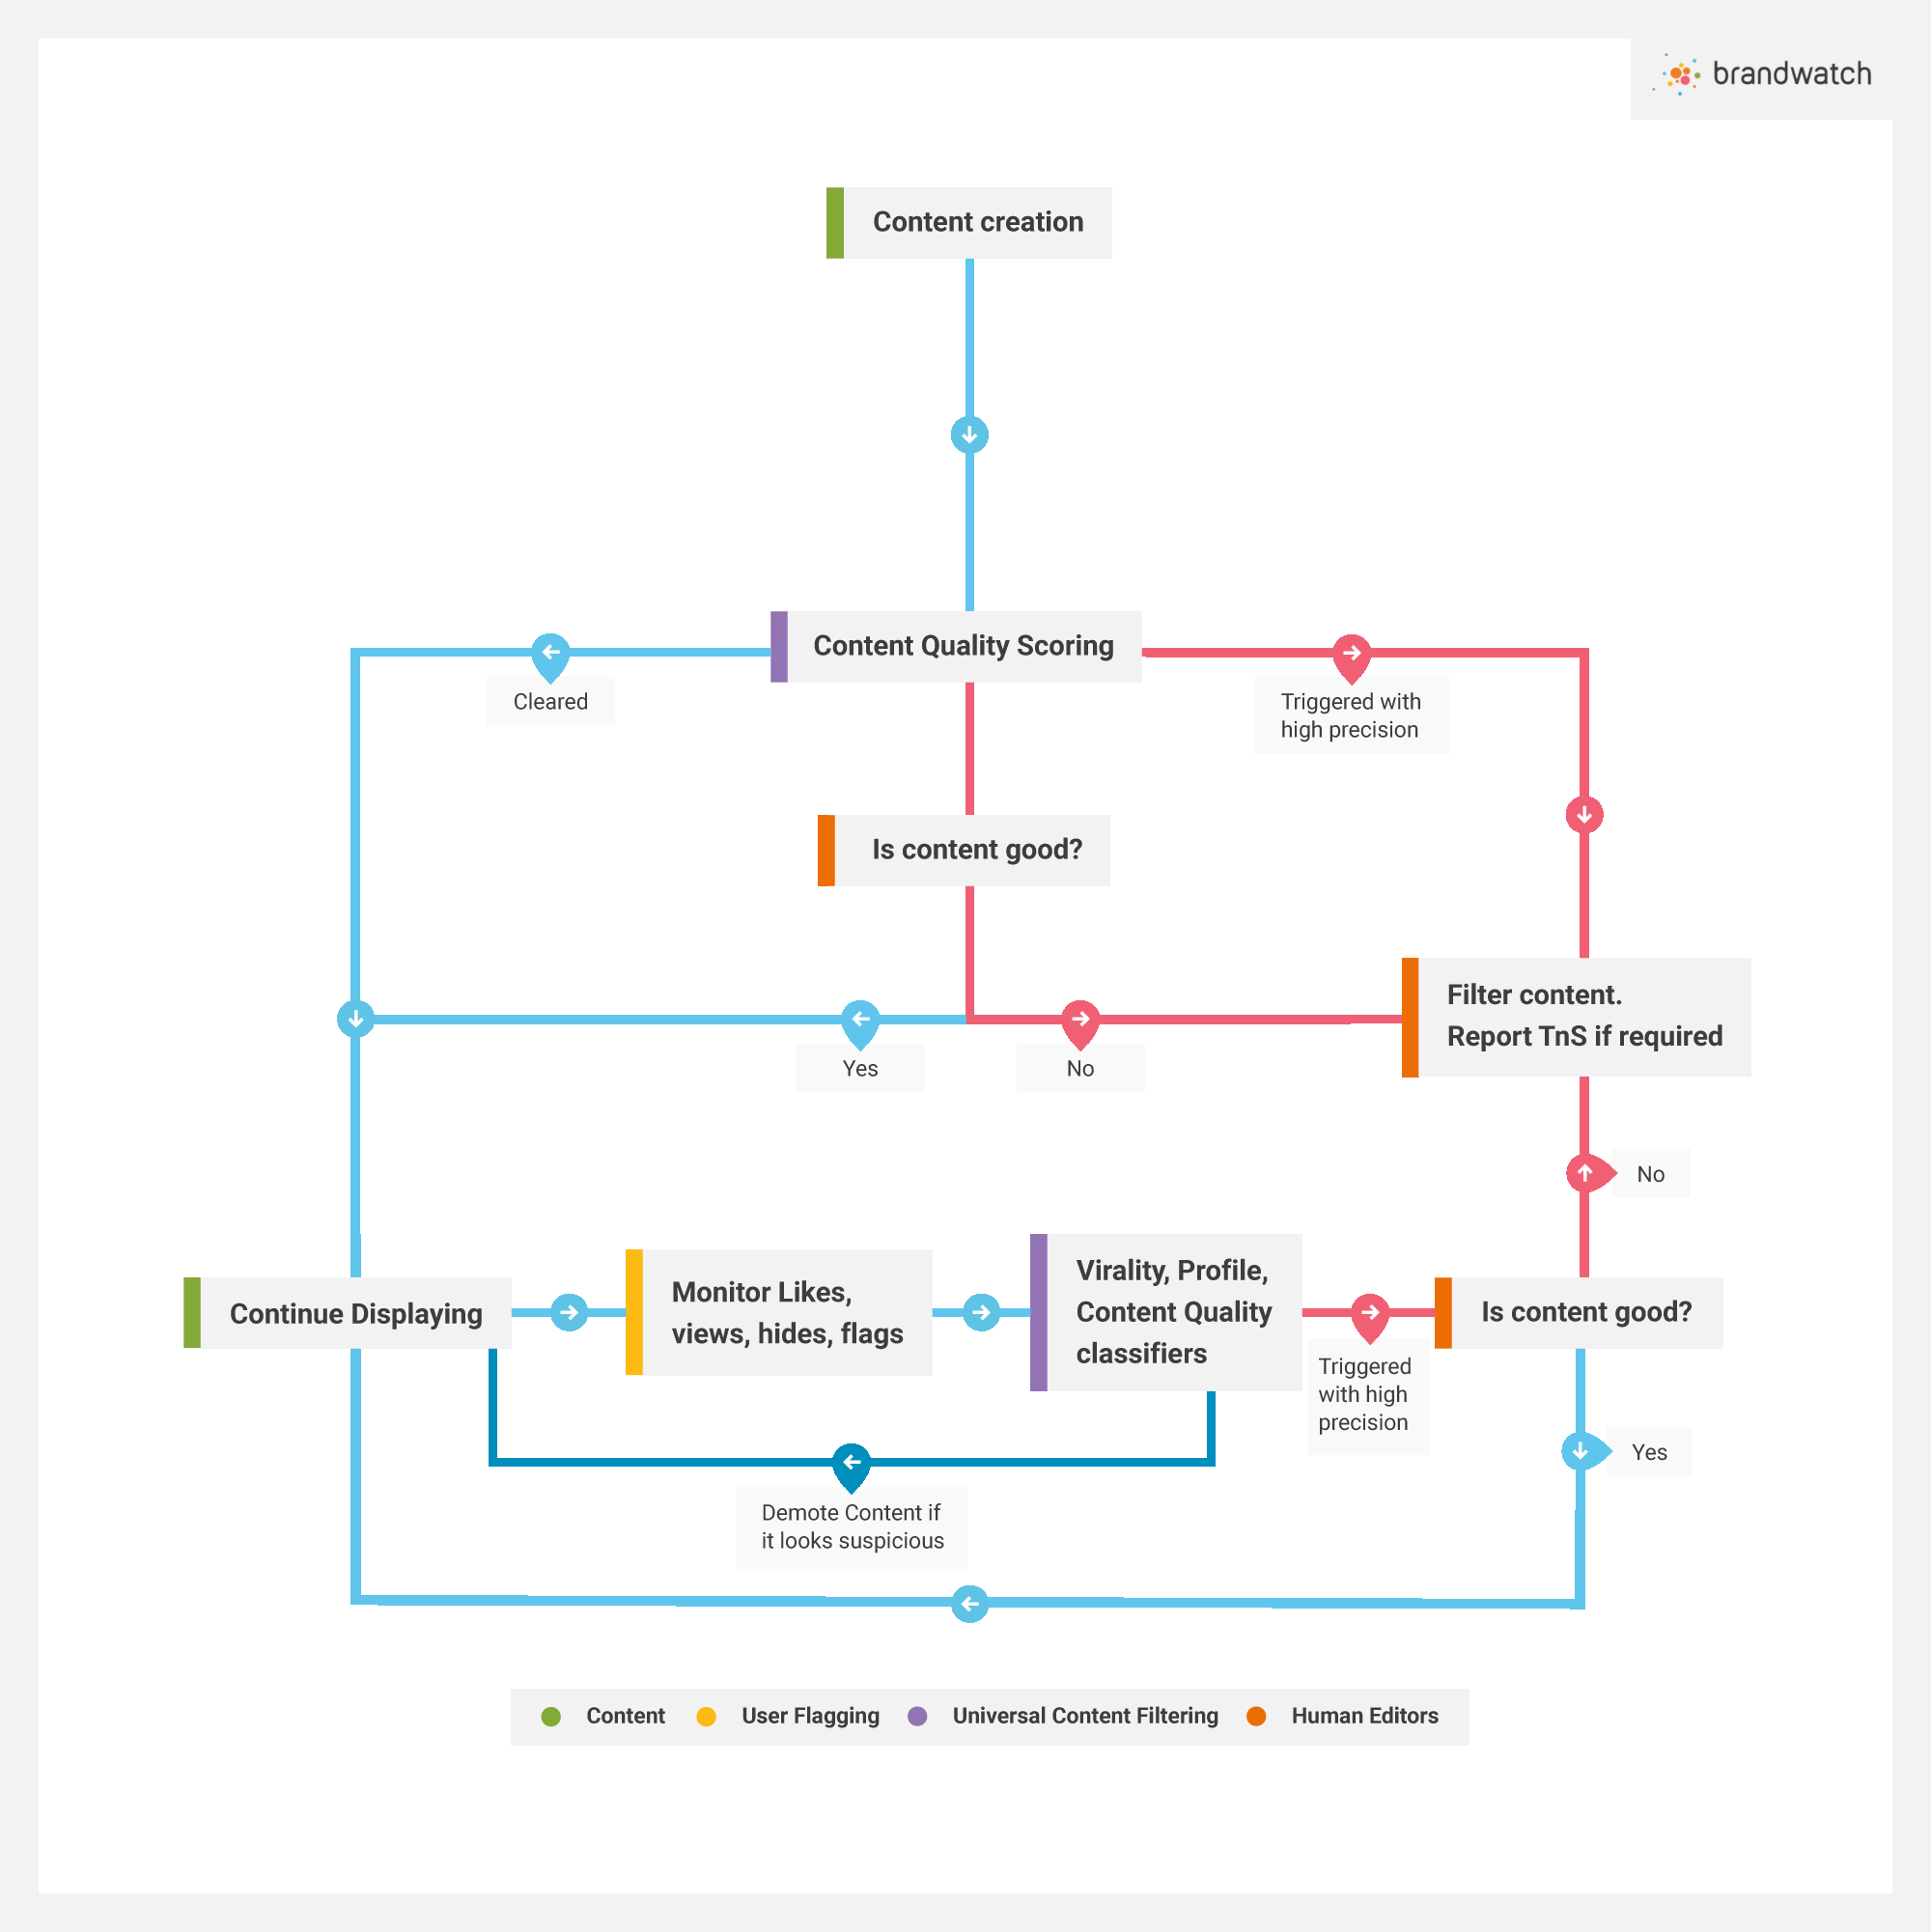 brandwatch
Content creation
Content Quality Scoring
Cleared
Triggered with
high precision
Is content good?
Filter content.
Report TnS if required
Yes
No
No
Continue Displaying
Monitor Likes,
views, hides, flags
Virality, Profile,
Content Quality
classifiers
Is content good?
Triggered
with high
precision
Yes
Demote Content if
it looks suspicious
Content
User Flagging
Universal Content Filtering
Human Editors